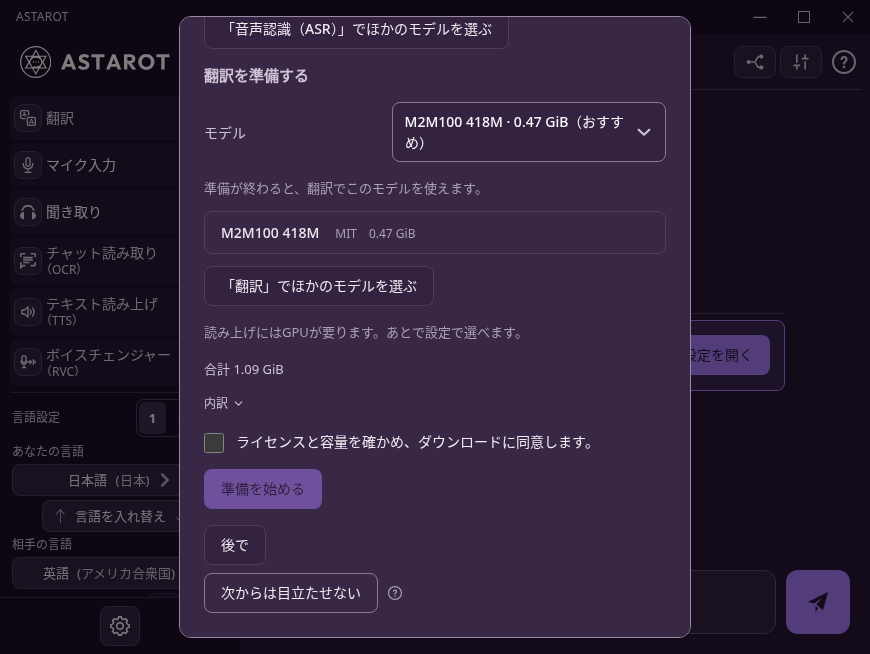 ASTAROT
ASTAROT
翻訳
マイク入力
聞き取り
チャット読み取り
(OCR)
テキスト読み上げ
(TTS)
ボイスチェンジャー
(RVC)
言語設定
1
あなたの言語
日本語 (日本)
言語を入れ替え
相手の言語
英語 (アメリカ合衆国)
「音声認識（ASR）」でほかのモデルを選ぶ
翻訳を準備する
モデル
M2M100 418M · 0.47 GiB（おすす
め）
準備が終わると、翻訳でこのモデルを使えます。
M2M100 418M MIT 0.47 GiB
「翻訳」でほかのモデルを選ぶ
読み上げにはGPUが要ります。あとで設定で選べます。
合計 1.09 GiB
内訳
ライセンスと容量を確かめ、ダウンロードに同意します。
準備を始める
後で
次からは目立たせない
?
?
設定を開く